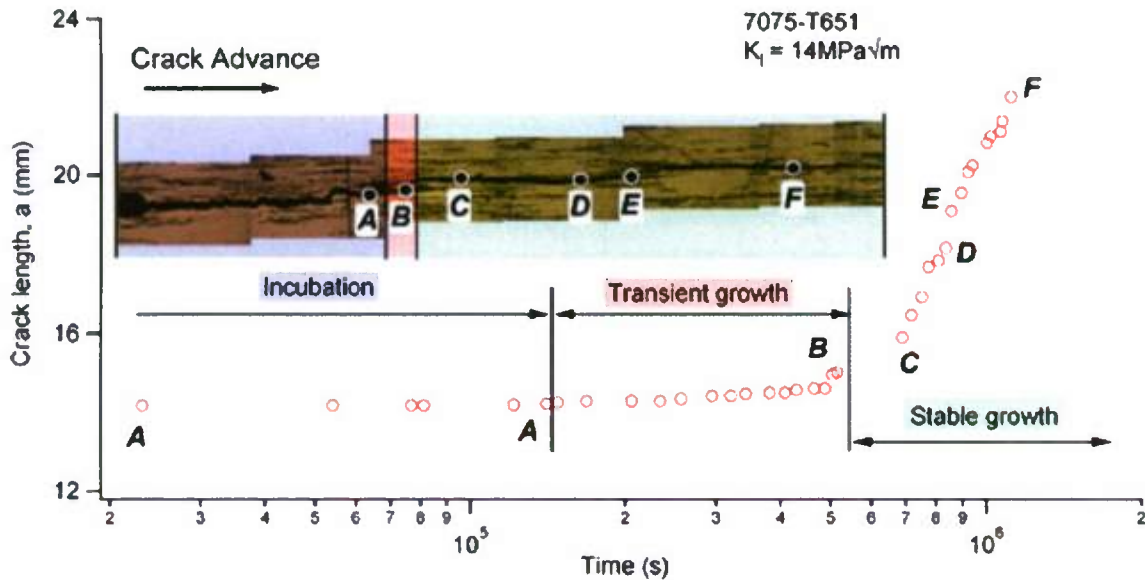 24
7075-T651
K_I = 14MPa√m
Crack Advance
20
A B C D E F
F
E
D
Incubation
Transient growth
Crack length, a (mm)
16
B
C
A
A
Stable growth
12
2 3 4 5 6 7 8 9 10^5 2 3 4 5 6 7 8 9 10^6 2
Time (s)